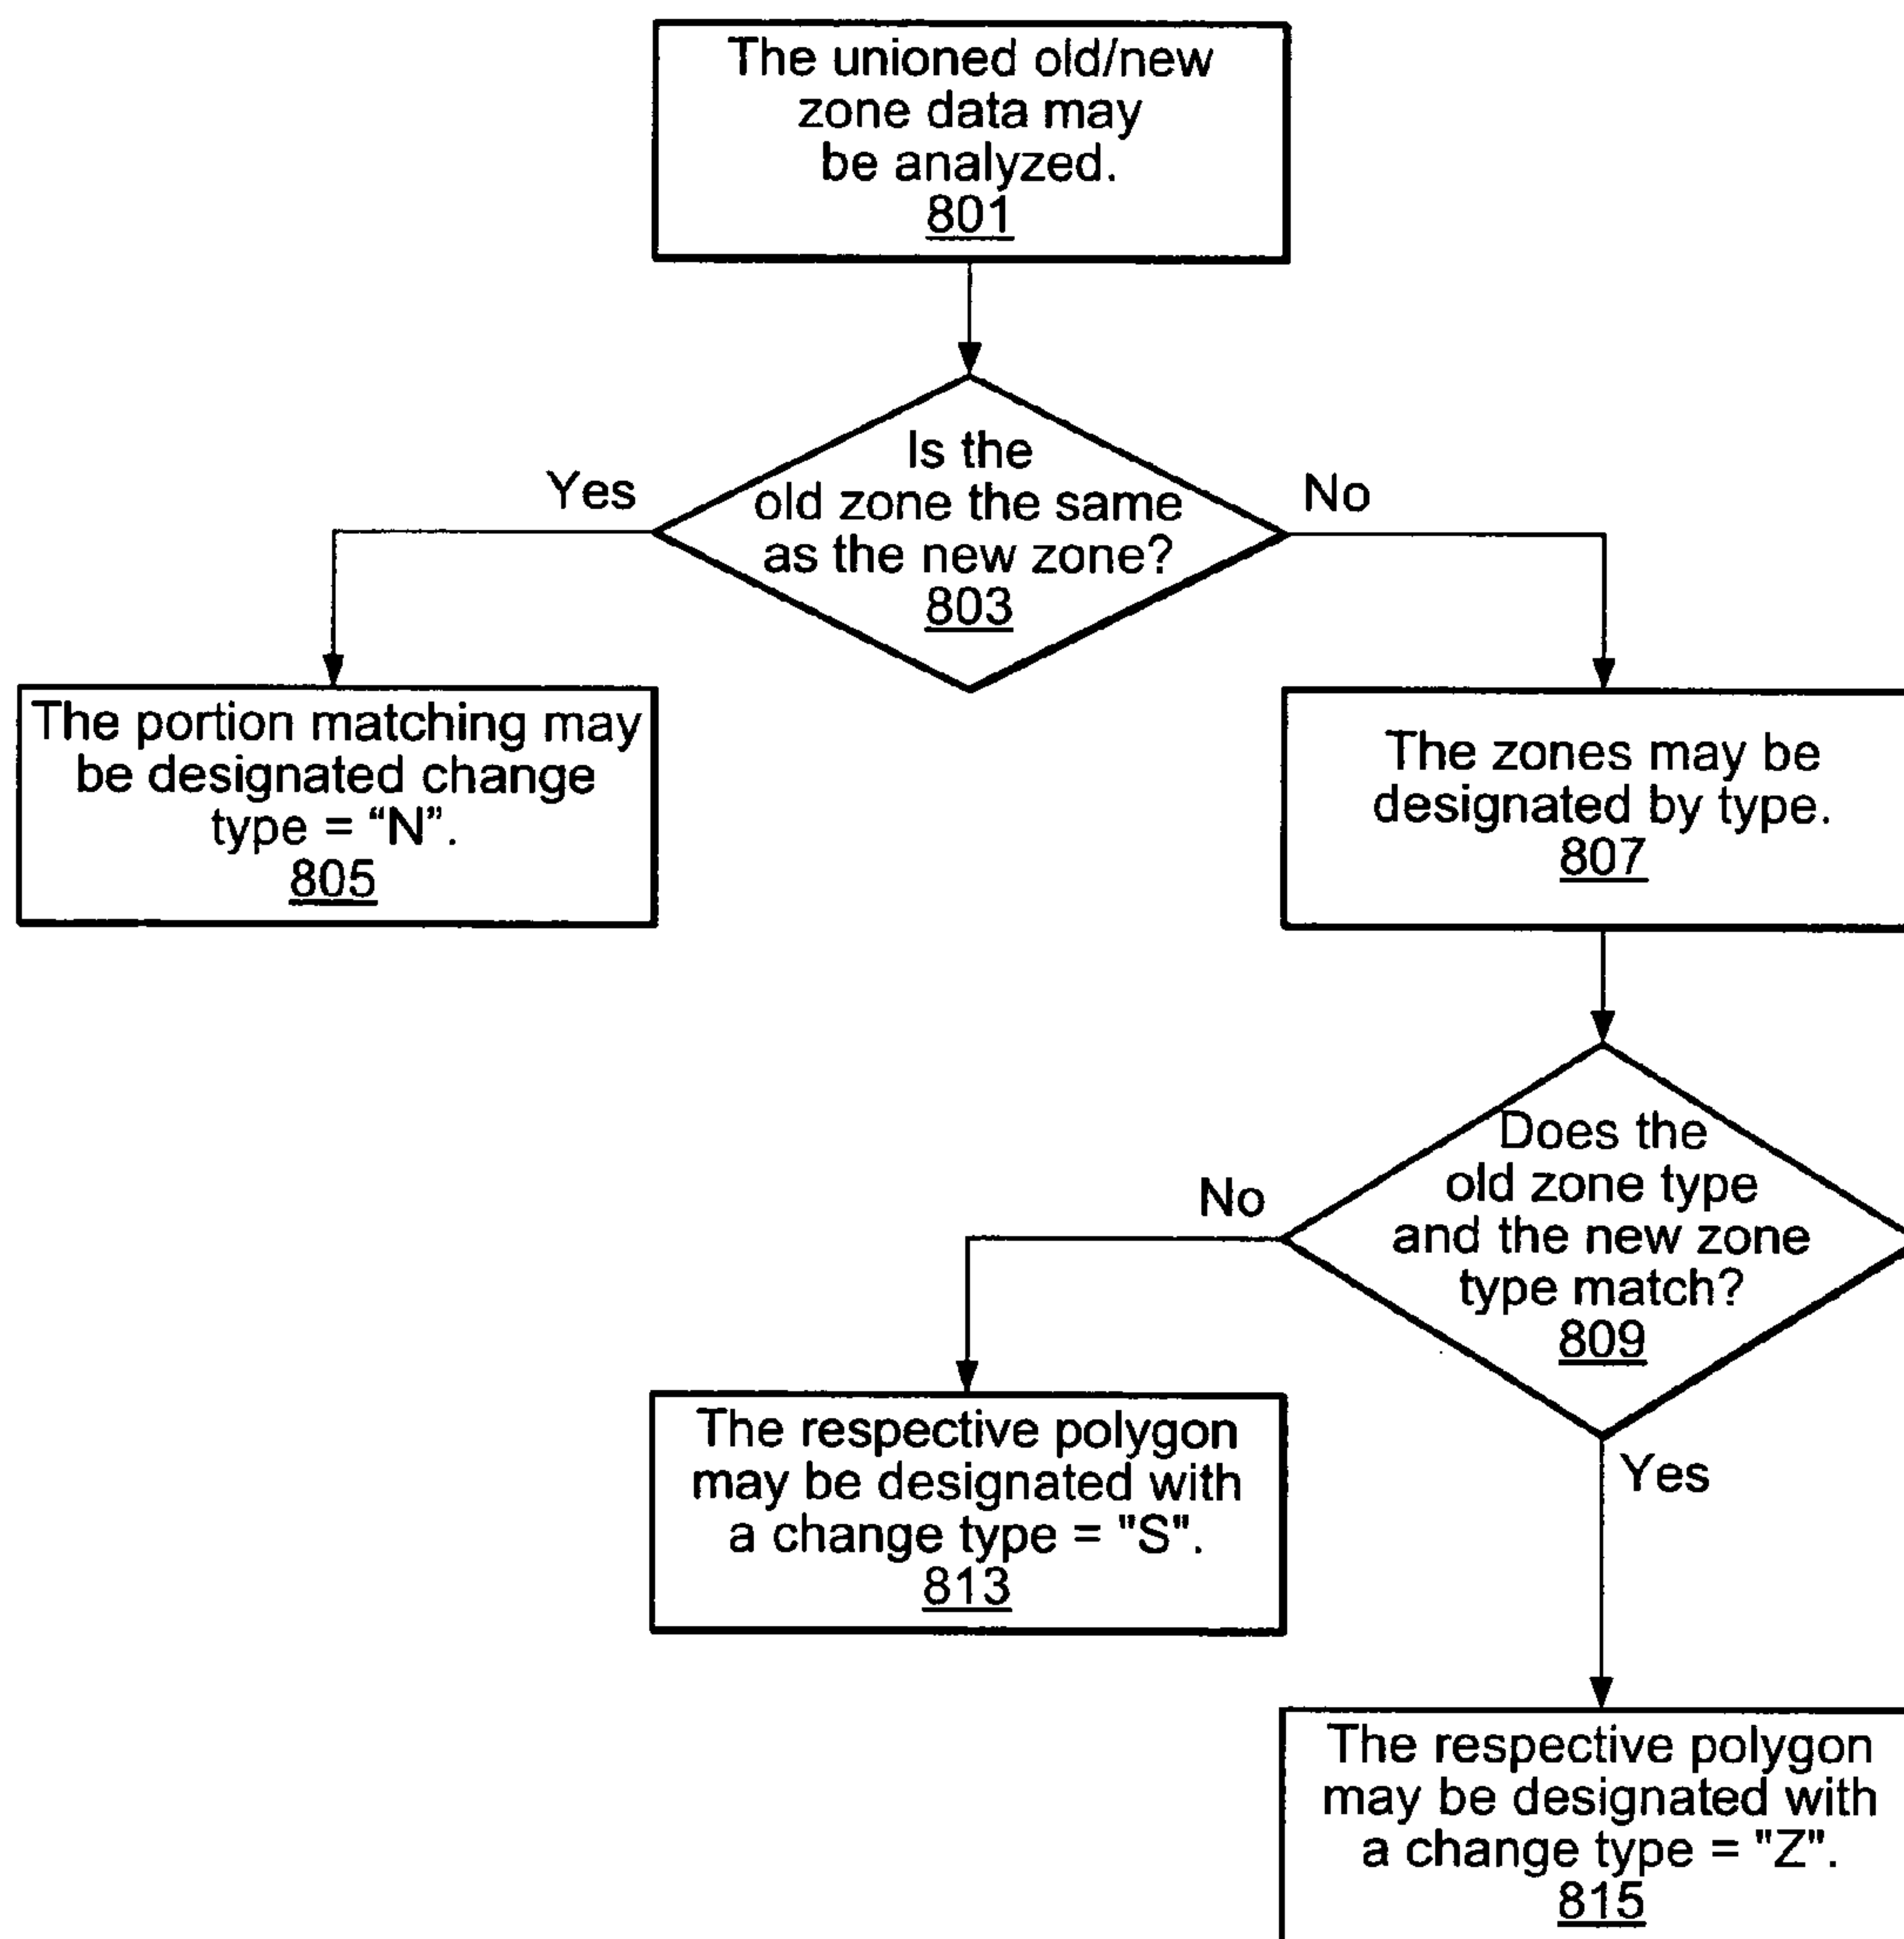 The unioned old/new
zone data may
be analyzed.
801
Is the
old zone the same
as the new zone?
803
Yes
No
The portion matching may
be designated change
type = “N”.
805
The zones may be
designated by type.
807
Does the
old zone type
and the new zone
type match?
809
No
Yes
The respective polygon
may be designated with
a change type = "S".
813
The respective polygon
may be designated with
a change type = "Z".
815